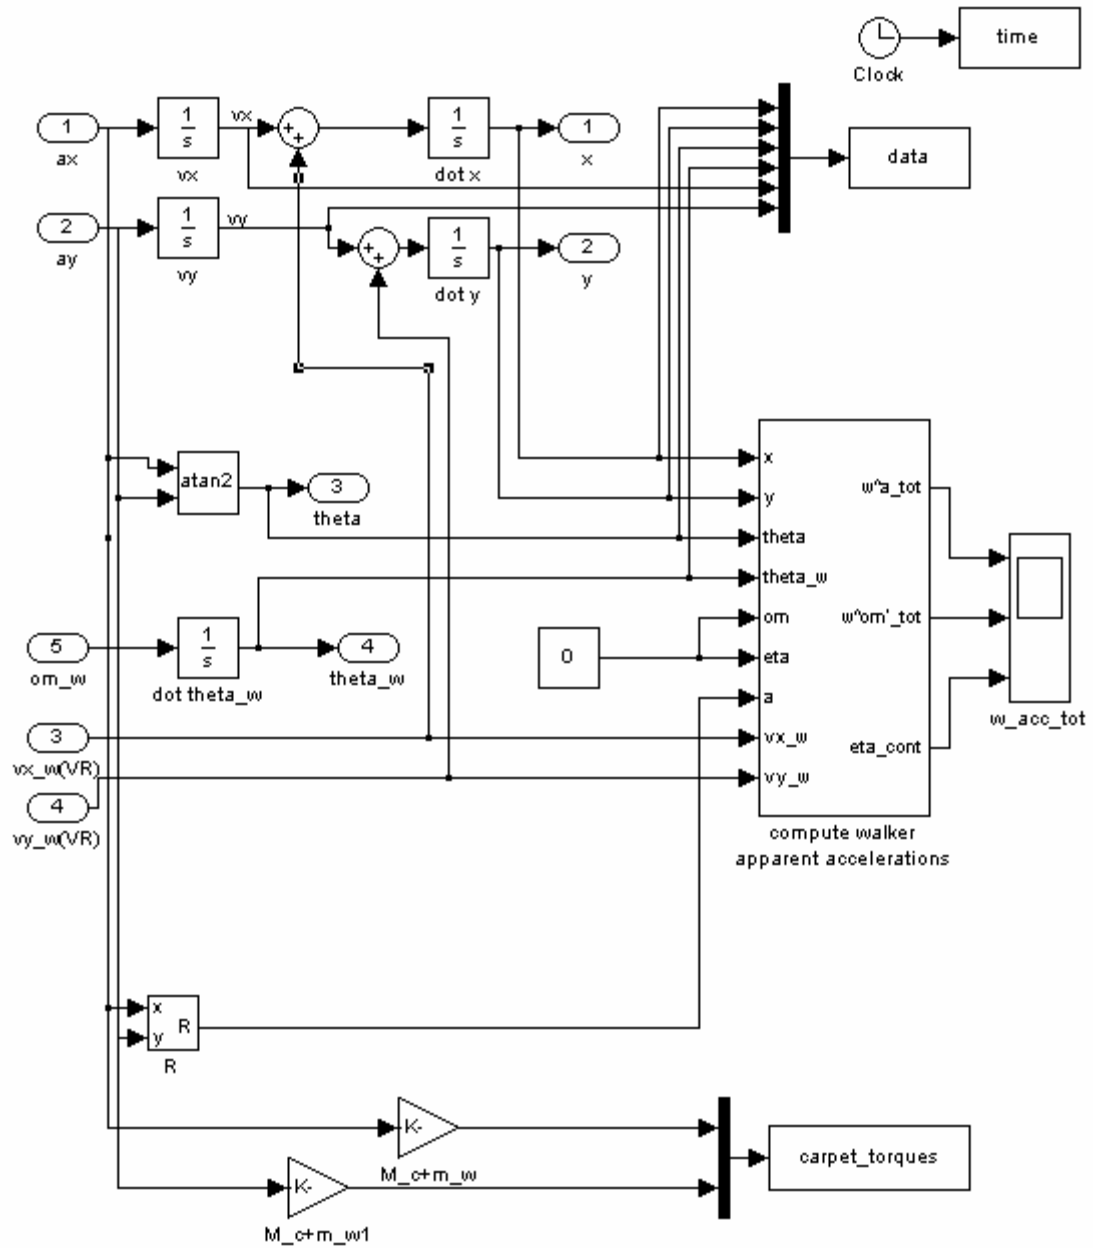 time
Clock
1
ax
1
s
vx
vx
+
+
1
s
dot x
1
x
data
2
ay
1
s
vy
vy
+
+
1
s
dot y
2
y
atan2
3
theta
x
y
theta
theta_w
om
eta
a
vx_w
vy_w
w^a_tot
w^om'_tot
eta_cont
w_acc_tot
compute walker
apparent accelerations
5
om_w
1
s
dot theta_w
4
theta_w
0
3
vx_w(VR)
4
vy_w(VR)
x
y
R
R
K-
M_c+m_w
K-
M_c+m_w1
carpet_torques